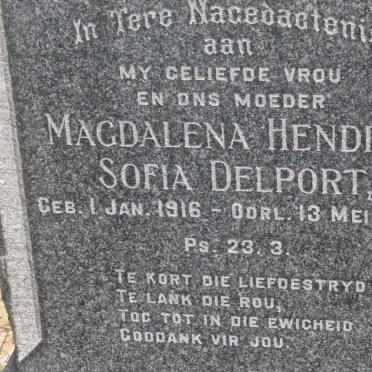 In Tere Nagedagtenis
aan
MY GELIEFDE VROU
EN ONS MOEDER
MAGDALENA HENDR
SOFIA DELPORT,
GEB. 1 JAN. 1916 - OORL. 13 MEI
PS. 23. 3.
TE KORT DIE LIEFDESTRYD
TE LANK DIE ROU,
TOG TOT IN DIE EWIGHEID
GODDANK VIR JOU.